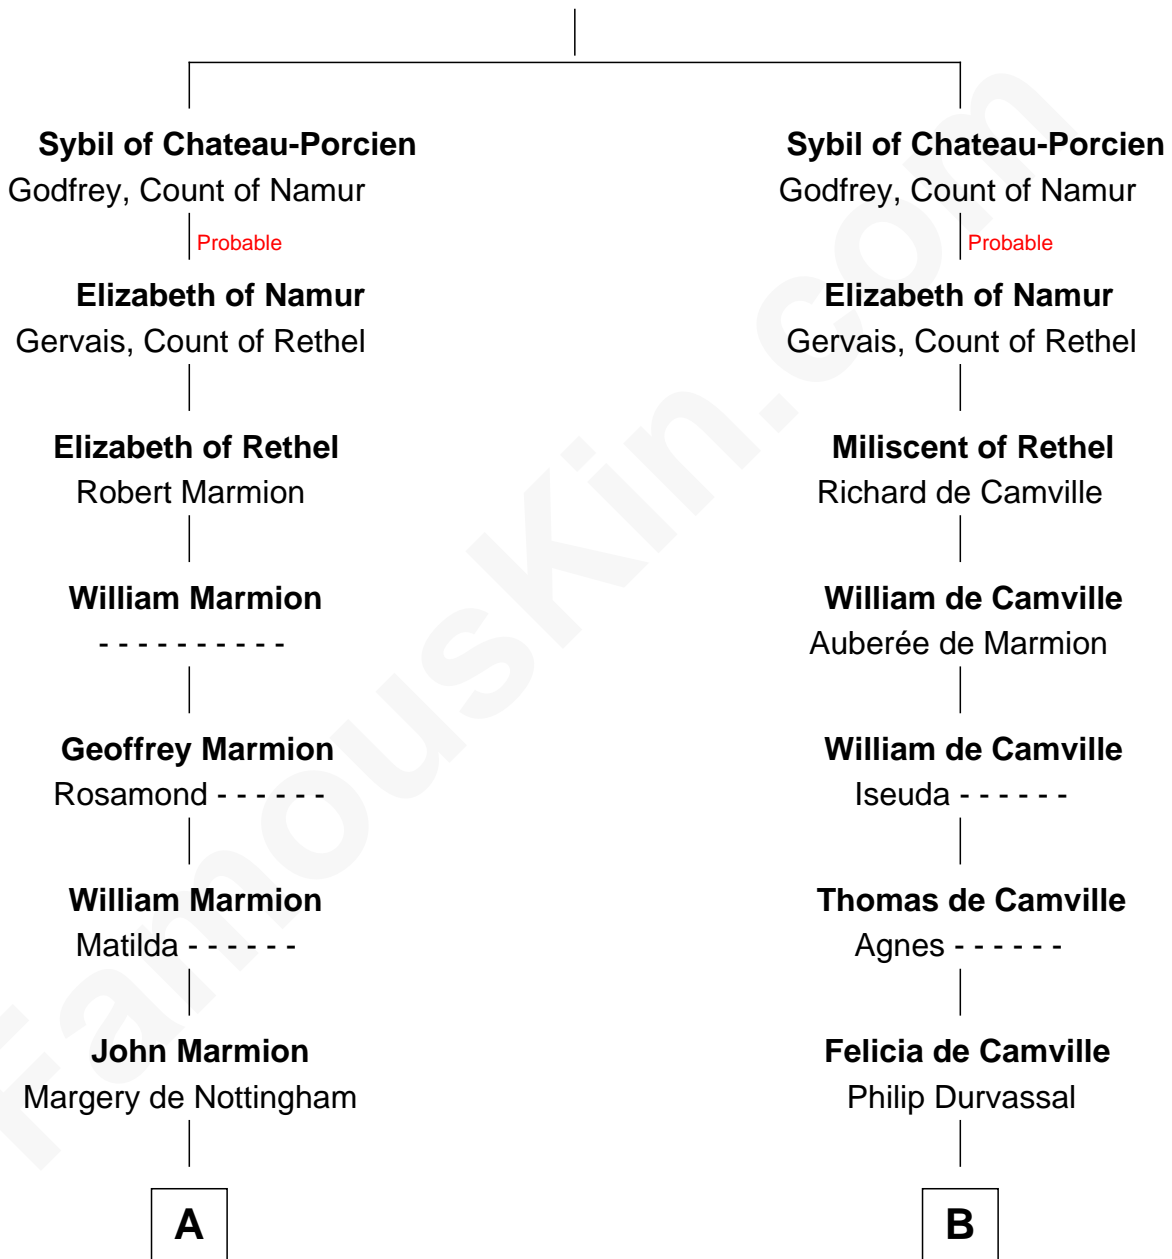 Sybil of Chateau-Porcien
Godfrey, Count of Namur
Probable
Elizabeth of Namur
Gervais, Count of Rethel
Elizabeth of Rethel
Robert Marmion
William Marmion
- - - - - - - - - -
Geoffrey Marmion
Rosamond - - - - - -
William Marmion
Matilda - - - - - -
John Marmion
Margery de Nottingham
A
Sybil of Chateau-Porcien
Godfrey, Count of Namur
Probable
Elizabeth of Namur
Gervais, Count of Rethel
Miliscent of Rethel
Richard de Camville
William de Camville
Auberée de Marmion
William de Camville
Iseuda - - - - - -
Thomas de Camville
Agnes - - - - - -
Felicia de Camville
Philip Durvassal
B
FamousKin.com